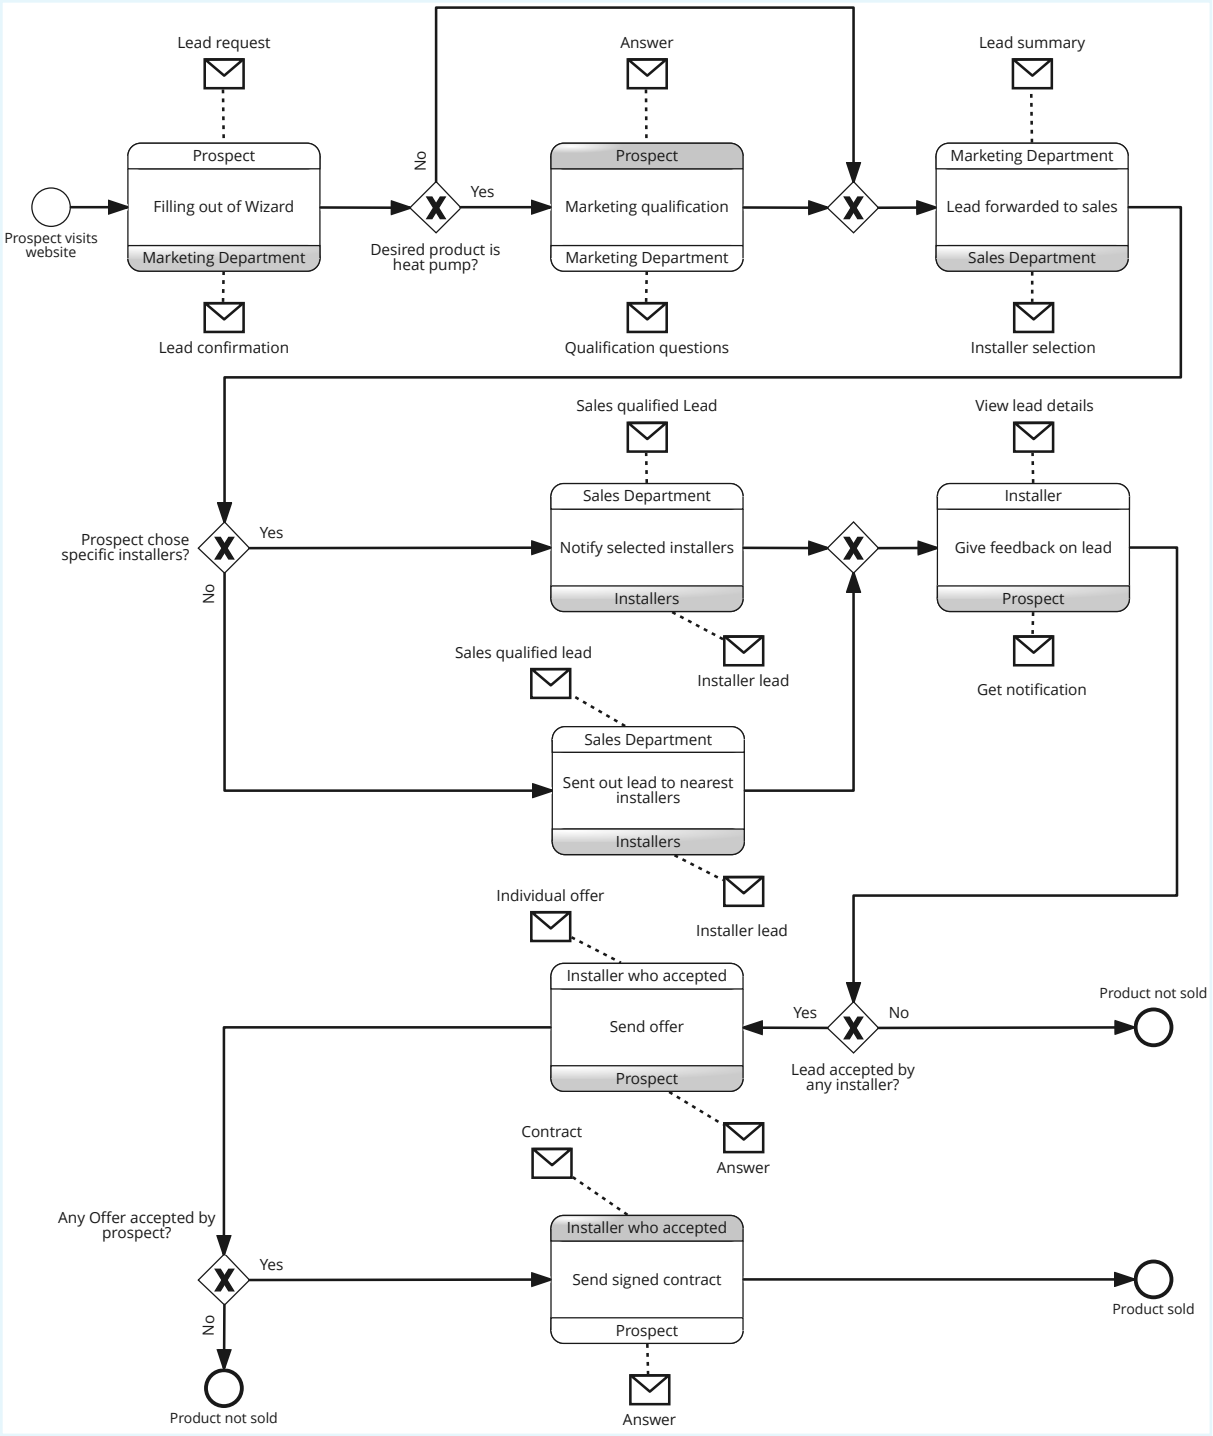 Lead request
Answer
Lead summary
Prospect
Filling out of Wizard
Marketing Department
Lead confirmation
Prospect visits
website
No
Yes
Desired product is
heat pump?
Prospect
Marketing qualification
Marketing Department
Qualification questions
Marketing Department
Lead forwarded to sales
Sales Department
Installer selection
Sales qualified Lead
View lead details
Prospect chose
specific installers?
Yes
No
Sales Department
Notify selected installers
Installers
Installer lead
Installer
Give feedback on lead
Prospect
Get notification
Sales qualified lead
Sales Department
Sent out lead to nearest
installers
Installers
Installer lead
Individual offer
Installer who accepted
Send offer
Prospect
Answer
Yes
No
Lead accepted by
any installer?
Product not sold
Contract
Any Offer accepted by
prospect?
Yes
No
Installer who accepted
Send signed contract
Prospect
Answer
Product sold
Product not sold